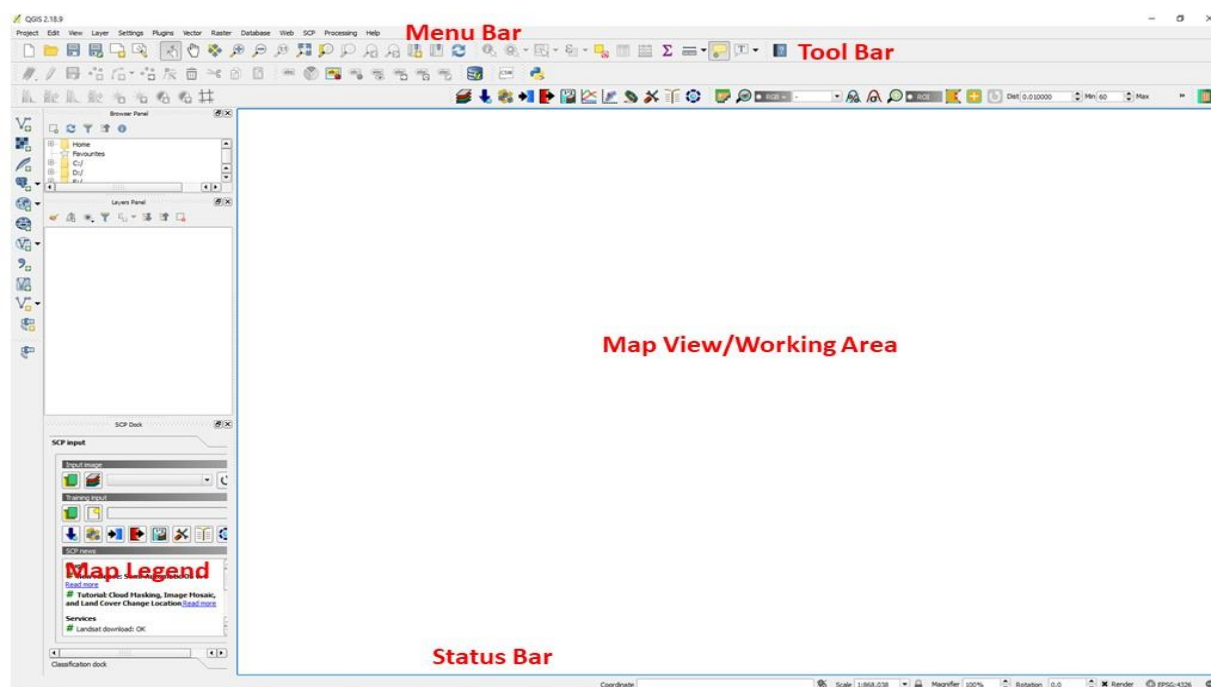 QGIS 2.18.9
Project Edit View Layer Settings Plugins Vector Raster Database Web SCP Processing Help
Menu Bar
Tool Bar
Dist 0.010000 Min 60 Max
RGB = -
ROI
Browser Panel
Home
Favourites
C:/
D:/
Layers Panel
Map View/Working Area
SCP Dock
SCP input
Input image
Training input
SCP news
Map Legend
Read more
# Tutorial: Cloud Masking, Image Mosaic,
and Land Cover Change Location Read more
Services
# Landsat download: OK
Classification dock
Status Bar
Coordinate Scale 1:868,038 Magnifier 100% Rotation 0.0 Render EPSG:4326